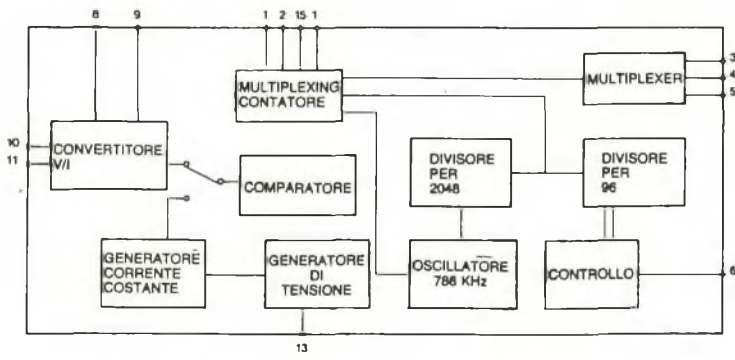 8 9 1 2 15 1
MULTIPLEXING
CONTATORE
MULTIPLEXER
3
4
5
10
11
CONVERTITORE
V/I
COMPARATORE
DIVISORE
PER
2048
DIVISORE
PER
96
GENERATORE
CORRENTE
COSTANTE
GENERATORE
DI
TENSIONE
OSCILLATORE
786 KHz
CONTROLLO
6
13